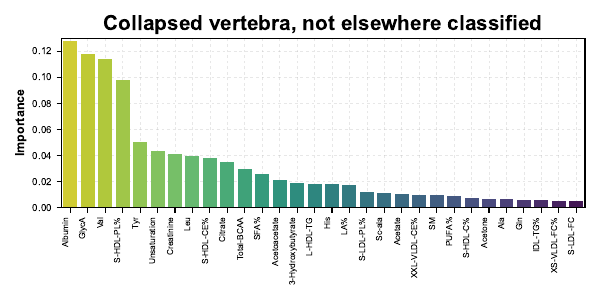 Collapsed vertebra, not elsewhere classified
Importance
0.12
0.10
0.08
0.06
0.04
0.02
0.00
Albumin
GlycA
Val
S-HDL-PL%
Tyr
Unsaturation
Creatinine
Leu
S-HDL-CE%
Citrate
Total-BCAA
SFA%
Acetoacetate
3-Hydroxybutyrate
L-HDL-TG
His
LA%
S-LDL-PL%
Acetate
XXL-VLDL-CE%
SM
PUFA%
S-HDL-C%
Acetone
Ala
Gln
IDL-TG%
XS-VLDL-FC%
S-LDL-FC